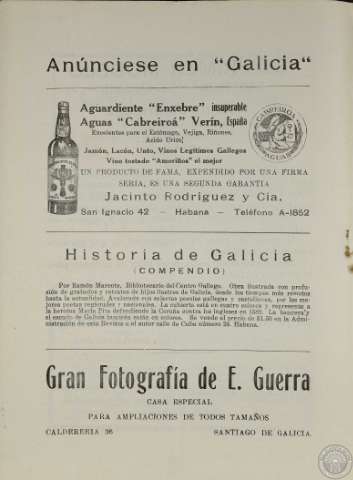 Anúnciese en "Galicia"
Aguardiente "Enxebre" insuperable
Aguas "Cabreiroá" Verín, España
Excelentes para el Estómago, Vejiga, Riñones,
Acido Urico!
Jamón, Lacón, Unto, Vinos Legítimos Gallegos
Vino tostado "Amoriños" el mejor
UN PRODUCTO DE FAMA, EXPENDIDO POR UNA FIRMA
SERIA, ES UNA SEGUNDA GARANTIA
Jacinto Rodriguez y Cia.
San Ignacio 42 — Habana — Teléfono A-1852
Historia de Galicia
(COMPENDIO)
Por Ramón Marcote, Bibliotecario del Centro Gallego. Obra ilustrada con profu-
sión de grabados y retratos de hijos ilustres de Galicia, desde los tiempos más remotos
hasta la actualidad. Avalorada con selectas poesías gallegas y castellanas, por los me-
jores poetas regionales y nacionales. La cubierta está en cuatro colores y representa a
la heroína María Pita defendiendo la Coruña contra los ingleses en 1589. La bandera y
el escudo de Galicia también están en colores. Se vende al precio de $1.50 en la Admi-
nistración de esta Revista o el autor calle de Cuba número 24. Habana.
Gran Fotografía de E. Guerra
CASA ESPECIAL
PARA AMPLIACIONES DE TODOS TAMAÑOS
CALDERERIA 36 SANTIAGO DE GALICIA.